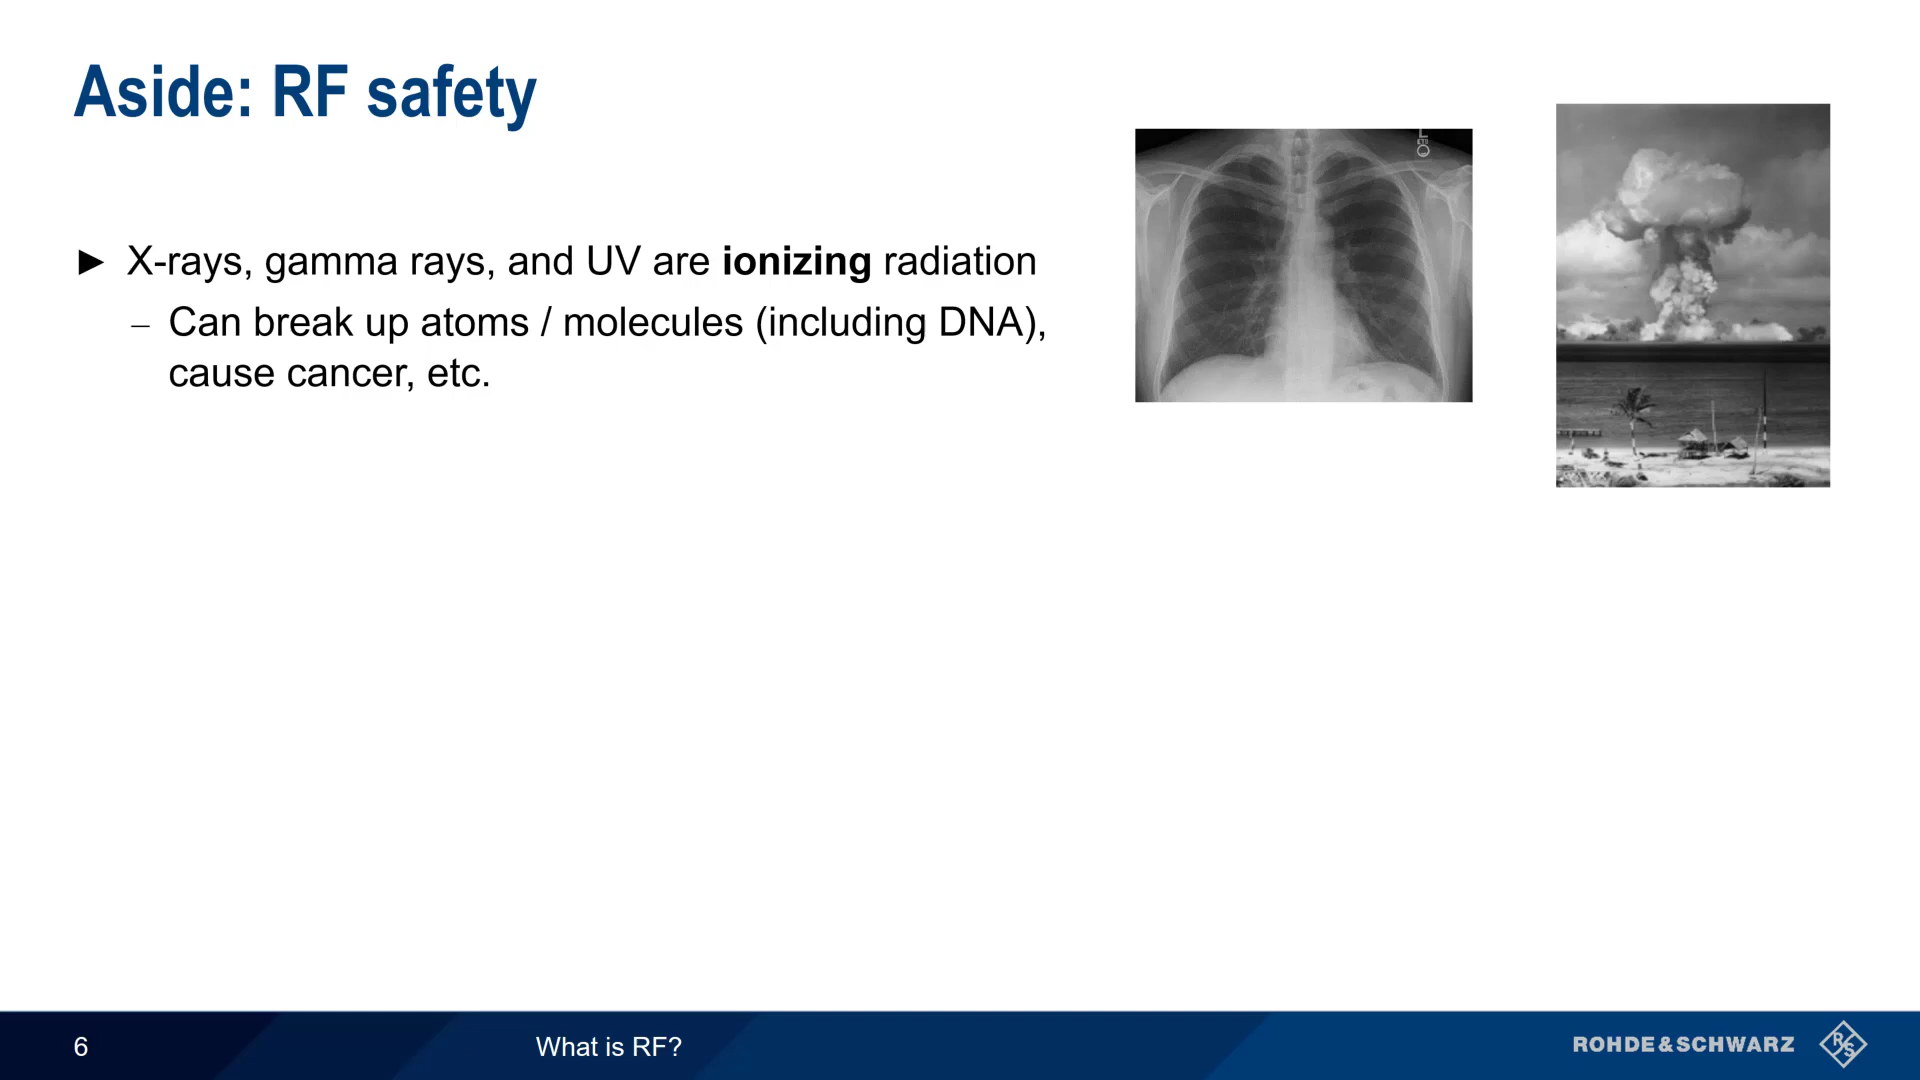 Aside: RF safety
► X-rays, gamma rays, and UV are ionizing radiation
– Can break up atoms / molecules (including DNA),
cause cancer, etc.
6
What is RF?
ROHDE&SCHWARZ
R
S